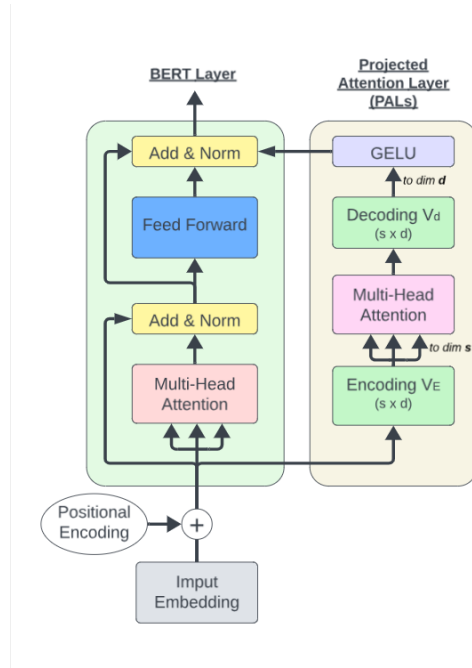 BERT Layer
Projected
Attention Layer
(PALs)
Add & Norm
GELU
to dim d
Feed Forward
Decoding Vd
(s x d)
Multi-Head
Attention
Add & Norm
to dim s
Multi-Head
Attention
Encoding VE
(s x d)
Positional
Encoding
+
Imput
Embedding